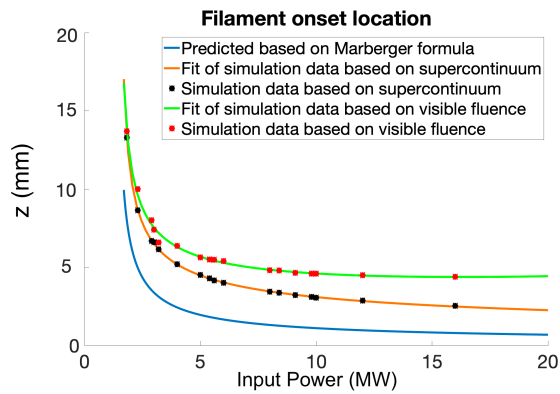 Filament onset location
Predicted based on Marberger formula
Fit of simulation data based on supercontinuum
Simulation data based on supercontinuum
Fit of simulation data based on visible fluence
Simulation data based on visible fluence
z (mm)
20
15
10
5
0
0 5 10 15 20
Input Power (MW)